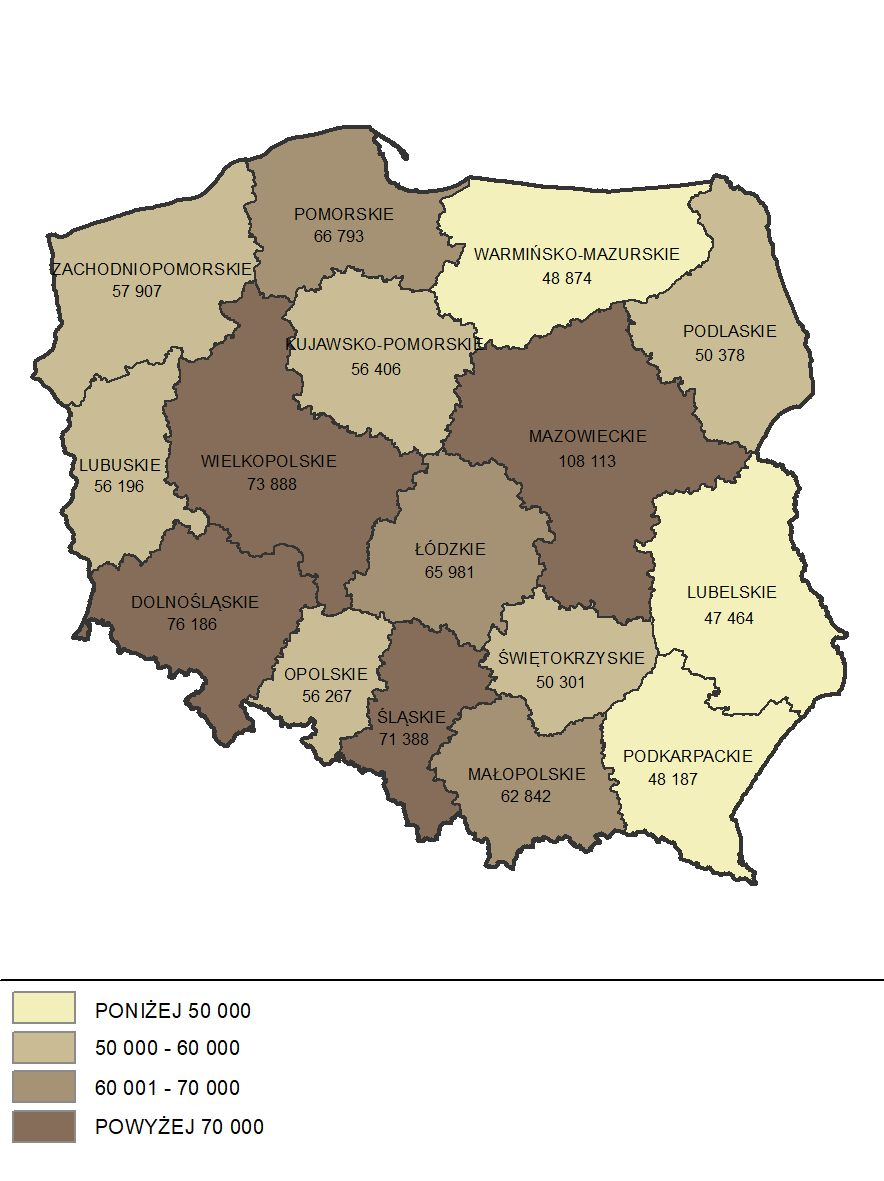 POMORSKIE
66 793
WARMIŃSKO-MAZURSKIE
48 874
ZACHODNIOPOMORSKIE
57 907
PODLASKIE
50 378
KUJAWSKO-POMORSKIE
56 406
MAZOWIECKIE
108 113
LUBUSKIE
56 196
WIELKOPOLSKIE
73 888
ŁÓDZKIE
65 981
LUBELSKIE
47 464
DOLNOŚLĄSKIE
76 186
ŚWIĘTOKRZYSKIE
50 301
OPOLSKIE
56 267
ŚLĄSKIE
71 388
PODKARPACKIE
48 187
MAŁOPOLSKIE
62 842
PONIŻEJ 50 000
50 000 - 60 000
60 001 - 70 000
POWYŻEJ 70 000